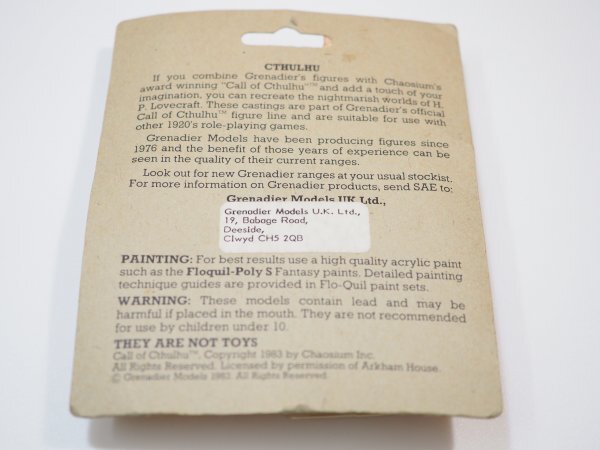 CTHULHU
If you combine Grenadier's figures with Chaosium's
award winning "Call of Cthulhu"™ and add a touch of your
imagination, you can recreate the nightmarish worlds of H.
P. Lovecraft. These castings are part of Grenadier's official
Call of Cthulhu™ figure line and are suitable for use with
other 1920's role-playing games.
Grenadier Models have been producing figures since
1976 and the benefit of those years of experience can be
seen in the quality of their current ranges.
Look out for new Grenadier ranges at your usual stockist.
For more information on Grenadier products, send SAE to:
Grenadier Models UK Ltd.,
Grenadier Models U.K. Ltd.,
19, Babage Road,
Deeside,
Clwyd CH5 2QB
PAINTING: For best results use a high quality acrylic paint
such as the Floquil-Poly S Fantasy paints. Detailed painting
technique guides are provided in Flo-Quil paint sets.
WARNING: These models contain lead and may be
harmful if placed in the mouth. They are not recommended
for use by children under 10.
THEY ARE NOT TOYS
Call of Cthulhu™, Copyright 1983 by Chaosium Inc.
All Rights Reserved. Licensed by permission of Arkham House.
© Grenadier Models 1983. All Rights Reserved.